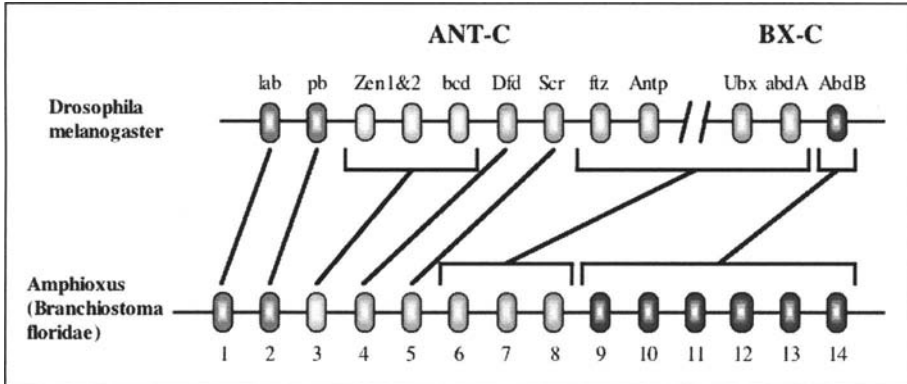 ANT-C BX-C
lab pb Zen1&2 bcd Dfd Scr ftz Antp Ubx abdA AbdB
Drosophila
melanogaster
Amphioxus
(Branchiostoma
floridae)
1 2 3 4 5 6 7 8 9 10 11 12 13 14